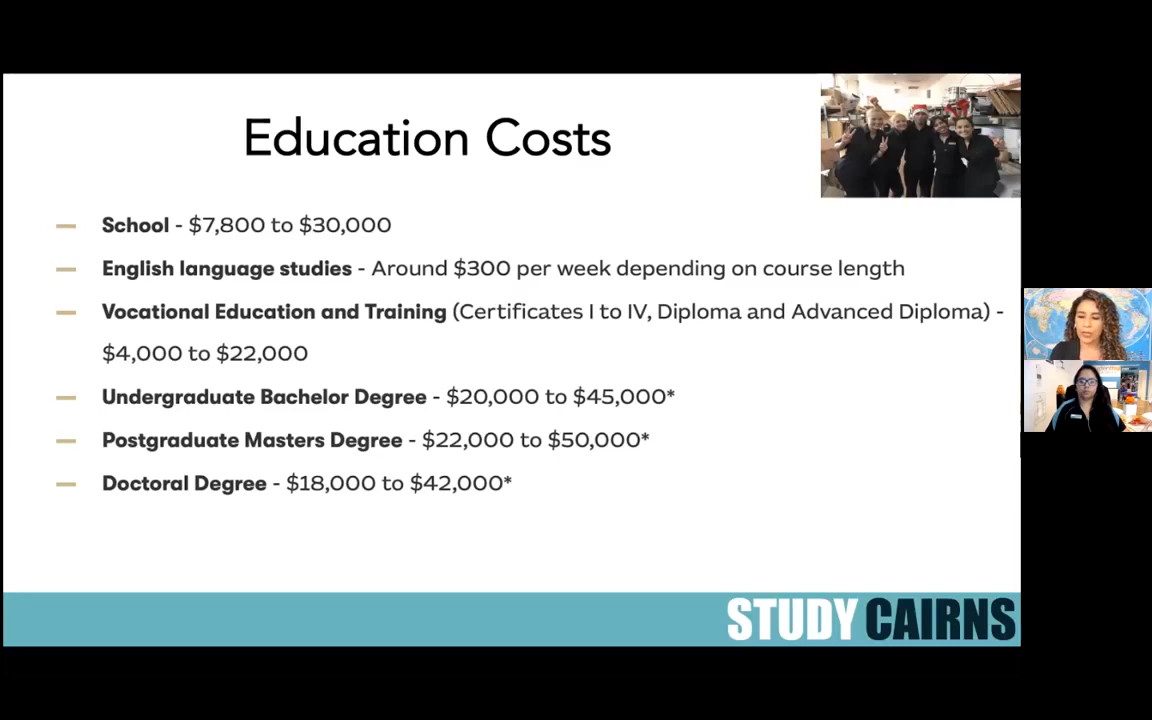 Education Costs
School - $7,800 to $30,000
English language studies - Around $300 per week depending on course length
Vocational Education and Training (Certificates I to IV, Diploma and Advanced Diploma) -
$4,000 to $22,000
Undergraduate Bachelor Degree - $20,000 to $45,000*
Postgraduate Masters Degree - $22,000 to $50,000*
Doctoral Degree - $18,000 to $42,000*
STUDY CAIRNS